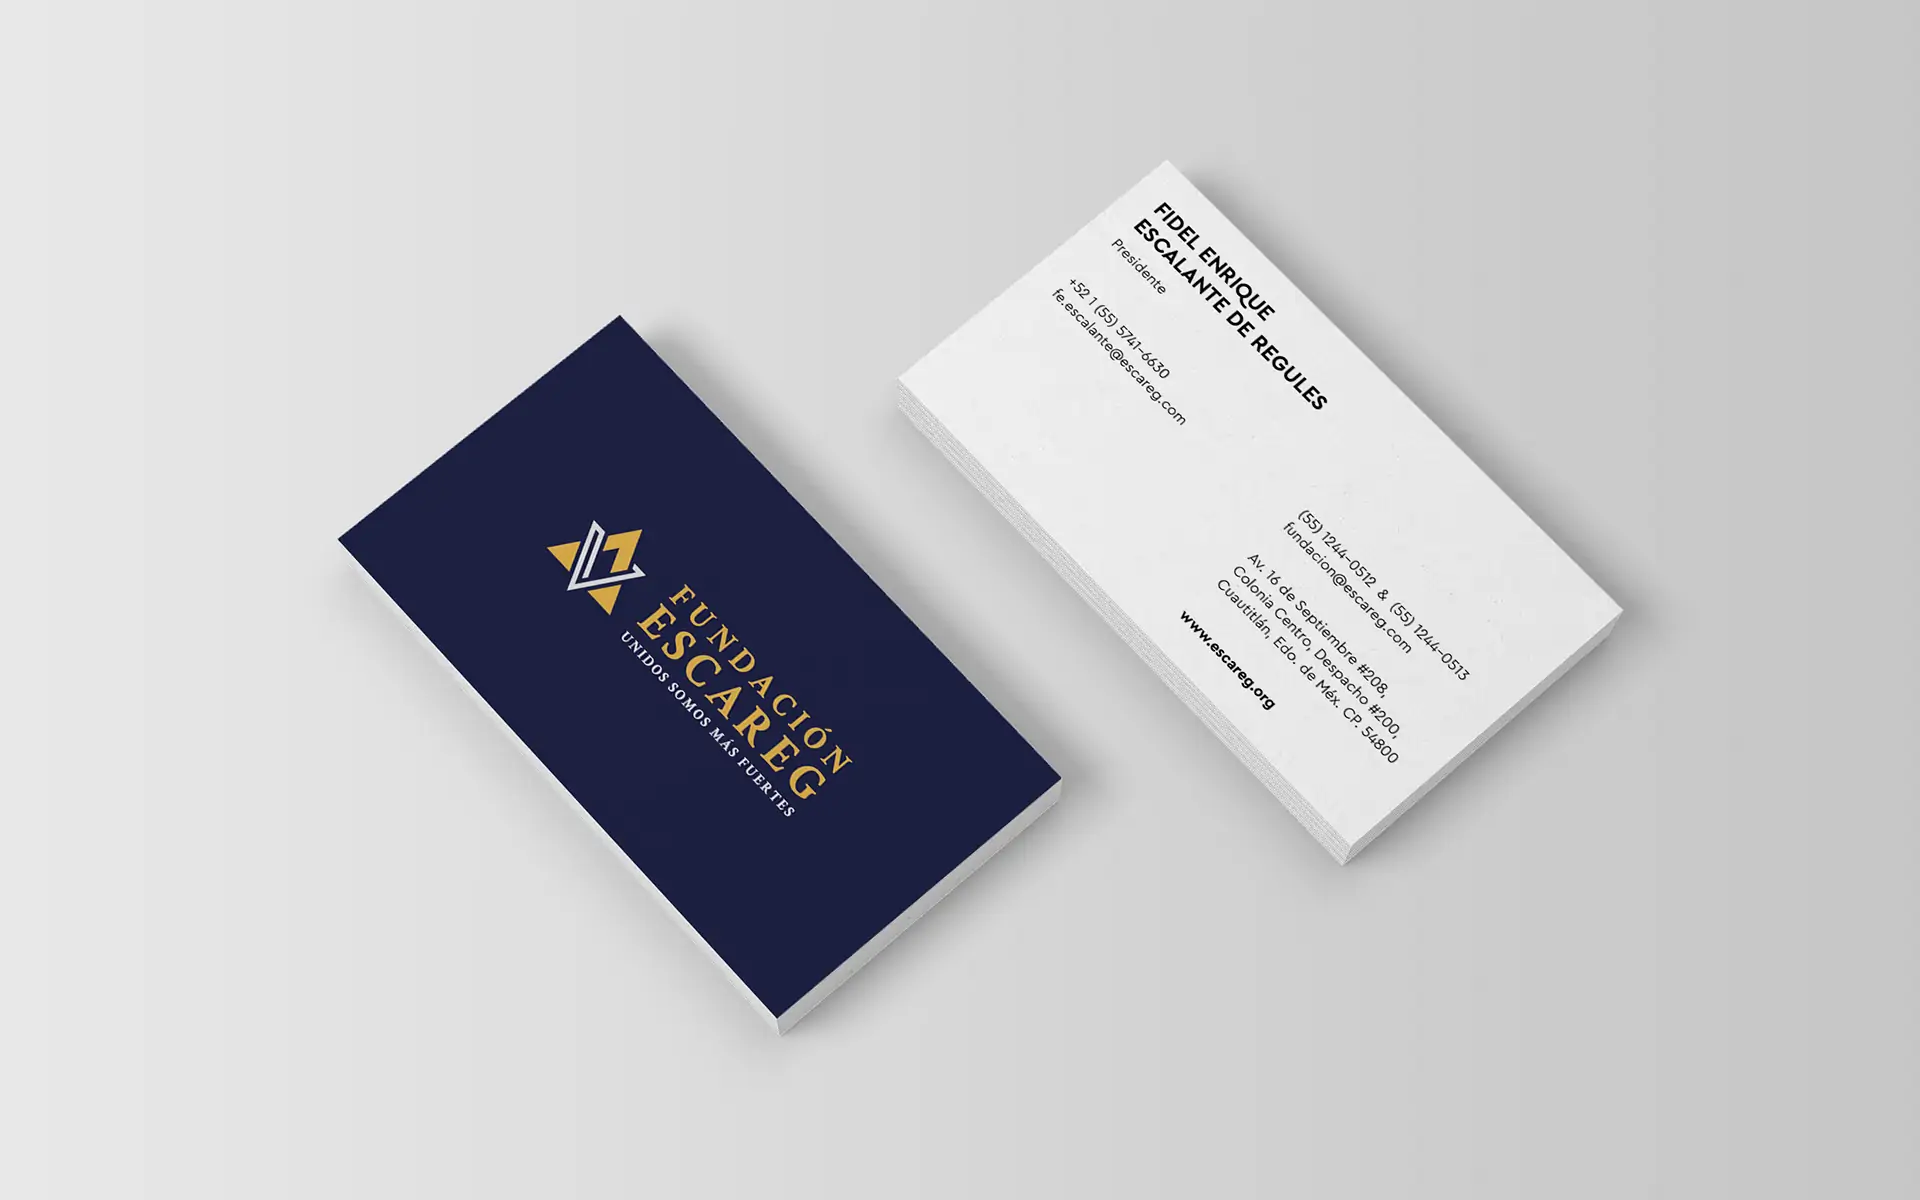 FUNDACIÓN
ESCAREG
UNIDOS SOMOS MÁS FUERTES
FIDEL ENRIQUE
ESCALANTE DE REGULES
Presidente
+52 1 (55) 5741-6630
fe.escalante@escareg.com
(55) 1244-0512 & (55) 1244-0513
fundacion@escareg.com
Av. 16 de Septiembre #208,
Colonia Centro, Despacho #200,
Cuautitlán, Edo. de Méx. CP. 54800
www.escareg.org